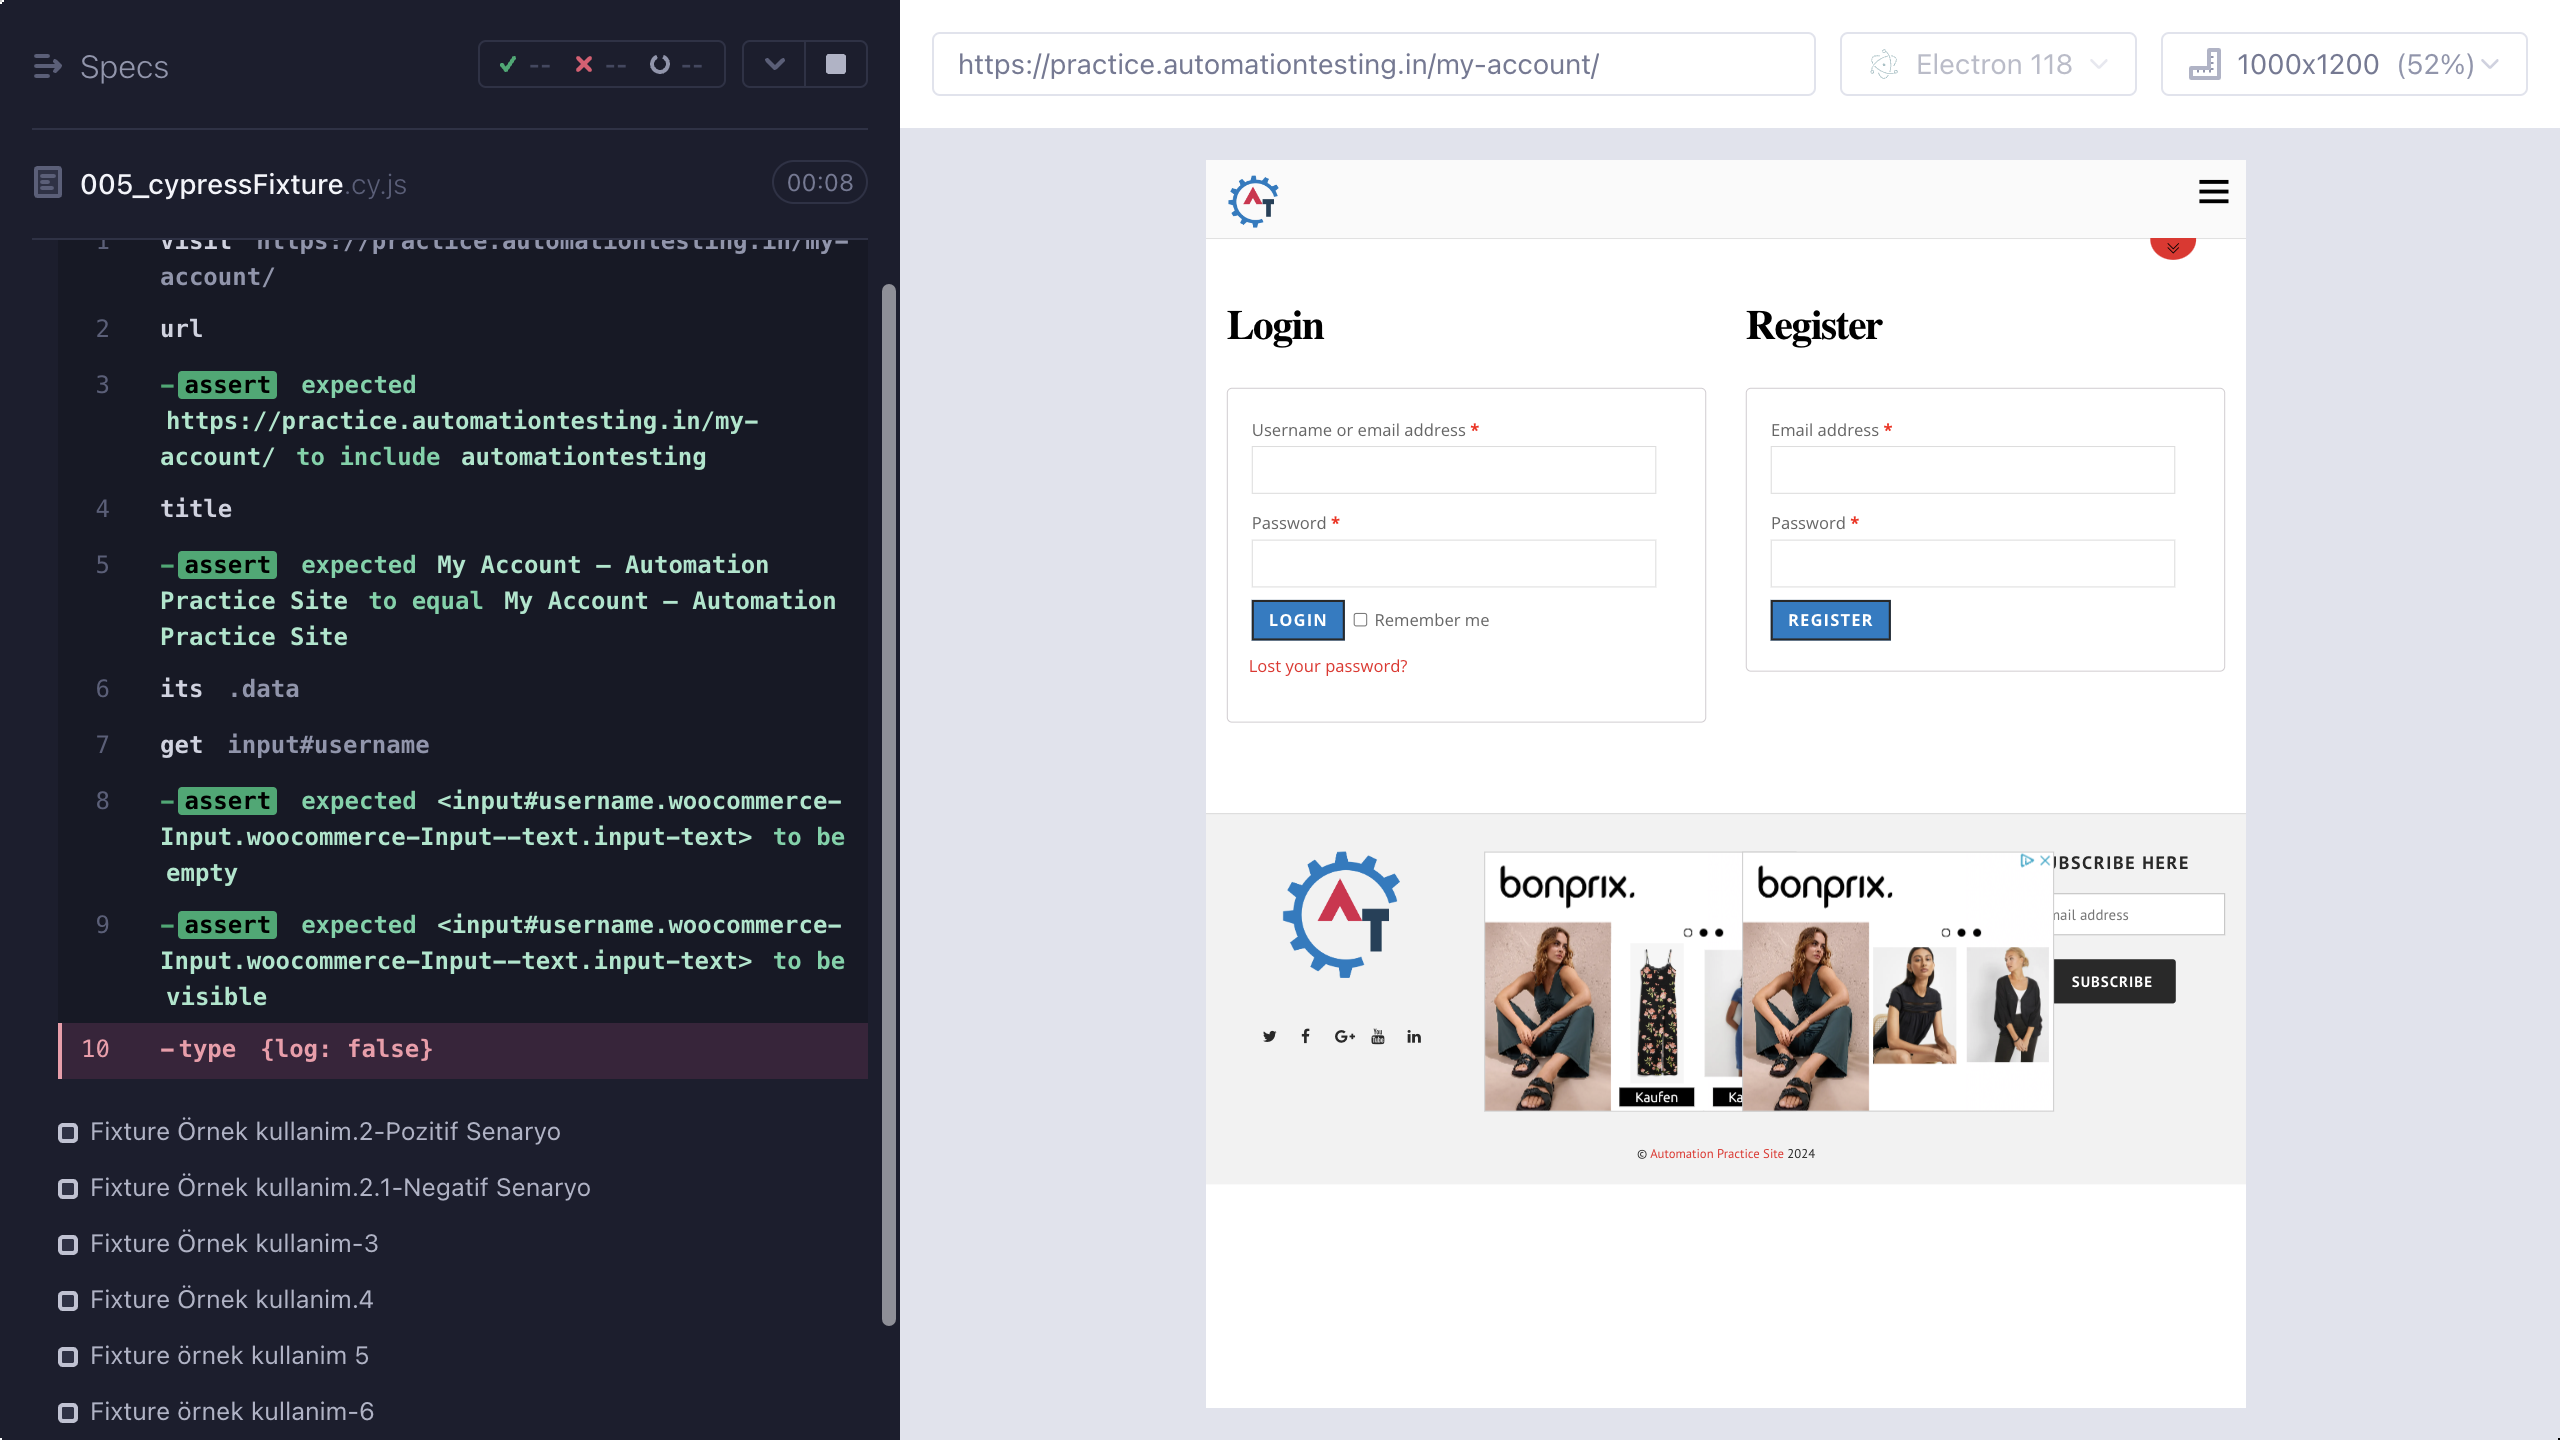 Specs
-- -- --
005_cypressFixture.cy.js
00:08
1 visit https://practice.automationtesting.in/my-
account/
2 url
3 -assert expected
https://practice.automationtesting.in/my-
account/ to include automationtesting
4 title
5 -assert expected My Account – Automation
Practice Site to equal My Account – Automation
Practice Site
6 its .data
7 get input#username
8 -assert expected <input#username.woocommerce-
Input.woocommerce-Input--text.input-text> to be
empty
9 -assert expected <input#username.woocommerce-
Input.woocommerce-Input--text.input-text> to be
visible
10 -type {log: false}
Fixture Örnek kullanim.2-Pozitif Senaryo
Fixture Örnek kullanim.2.1-Negatif Senaryo
Fixture Örnek kullanim-3
Fixture Örnek kullanim.4
Fixture örnek kullanim 5
Fixture örnek kullanim-6
https://practice.automationtesting.in/my-account/
Electron 118
1000x1200 (52%)
AT
Login
Username or email address *
Password *
LOGIN
Remember me
Lost your password?
Register
Email address *
Password *
REGISTER
AT
You
Tube
bonprix.
Kaufen
Ka
bonprix.
UBSCRIBE HERE
mail address
SUBSCRIBE
© Automation Practice Site 2024